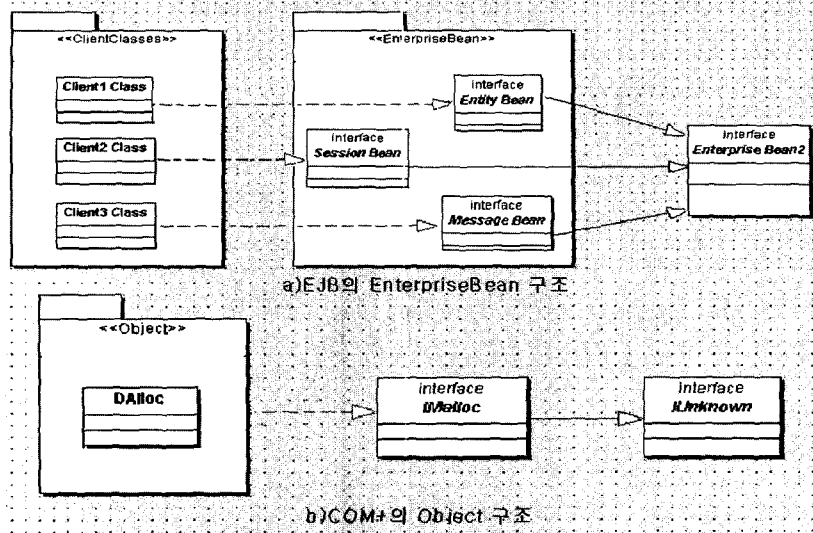 <<ClientClasses>>
Client1 Class
Client2 Class
Client3 Class
<<EnterpriseBean>>
interface
Entity Bean
interface
Session Bean
interface
Message Bean
interface
Enterprise Bean2
a)EJB의 EnterpriseBean 구조
<<Object>>
DAlloc
interface
IMalloc
interface
IUnknown
b)COM+의 Object 구조